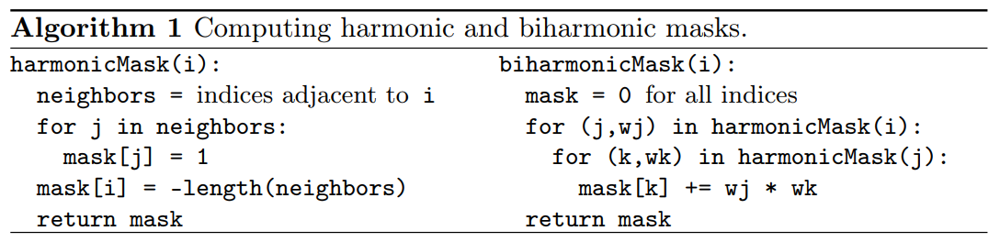 Algorithm 1 Computing harmonic and biharmonic masks.
harmonicMask(i):
neighbors = indices adjacent to i
for j in neighbors:
mask[j] = 1
mask[i] = -length(neighbors)
return mask
biharmonicMask(i):
mask = 0 for all indices
for (j,wj) in harmonicMask(i):
for (k,wk) in harmonicMask(j):
mask[k] += wj * wk
return mask